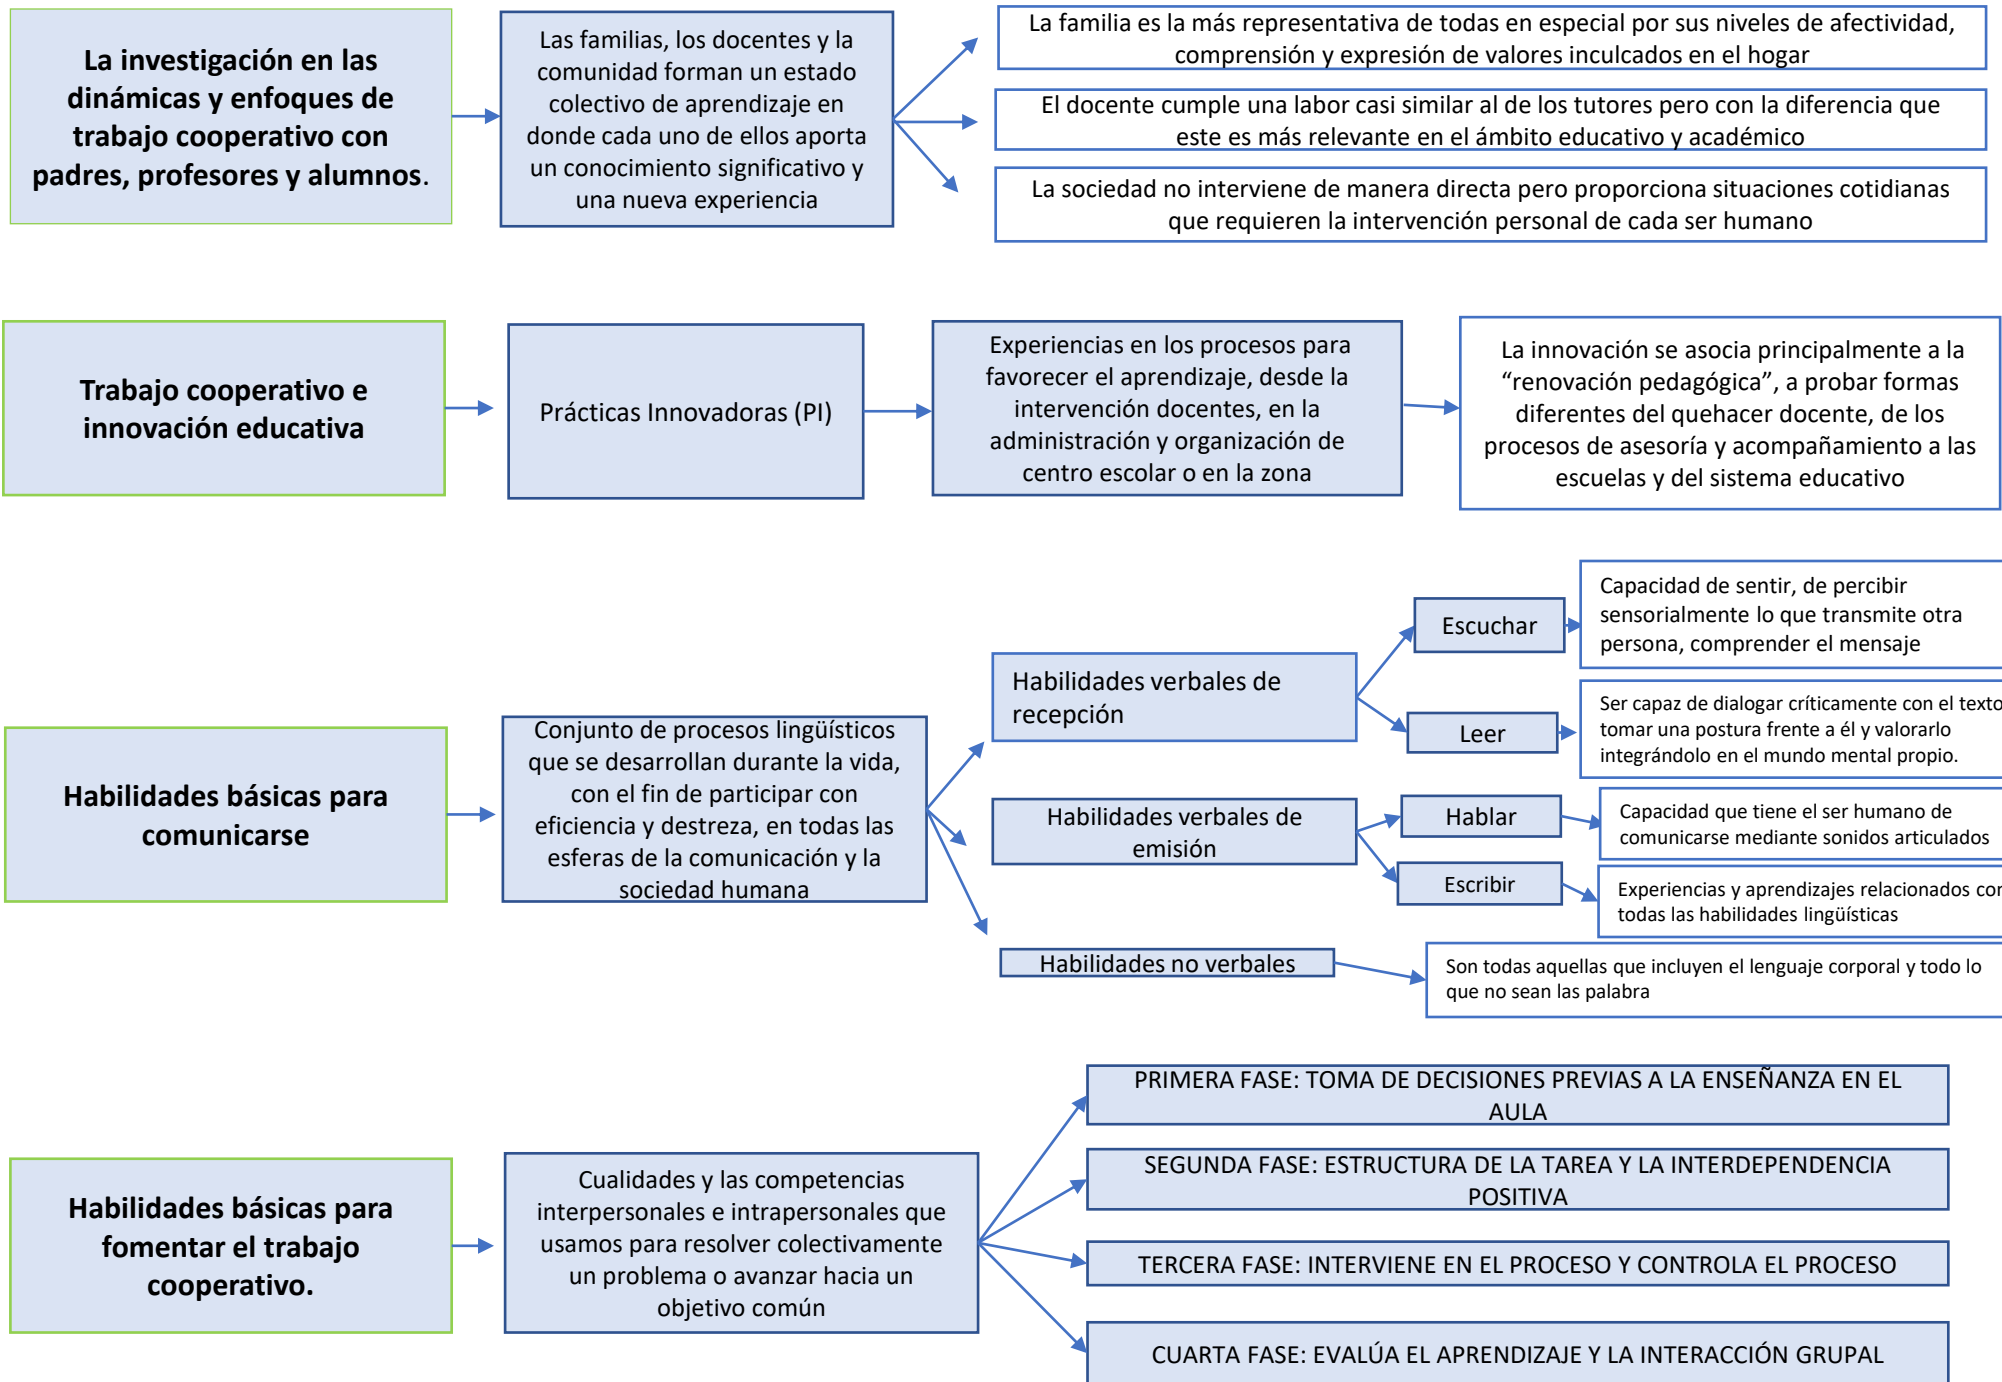 La investigación en las
dinámicas y enfoques de
trabajo cooperativo con
padres, profesores y alumnos.
Las familias, los docentes y la
comunidad forman un estado
colectivo de aprendizaje en
donde cada uno de ellos aporta
un conocimiento significativo y
una nueva experiencia
La familia es la más representativa de todas en especial por sus niveles de afectividad,
comprensión y expresión de valores inculcados en el hogar
El docente cumple una labor casi similar al de los tutores pero con la diferencia que
este es más relevante en el ámbito educativo y académico
La sociedad no interviene de manera directa pero proporciona situaciones cotidianas
que requieren la intervención personal de cada ser humano
Trabajo cooperativo e
innovación educativa
Prácticas Innovadoras (PI)
Experiencias en los procesos para
favorecer el aprendizaje, desde la
intervención docentes, en la
administración y organización de
centro escolar o en la zona
La innovación se asocia principalmente a la
“renovación pedagógica”, a probar formas
diferentes del quehacer docente, de los
procesos de asesoría y acompañamiento a las
escuelas y del sistema educativo
Habilidades básicas para
comunicarse
Conjunto de procesos lingüísticos
que se desarrollan durante la vida,
con el fin de participar con
eficiencia y destreza, en todas las
esferas de la comunicación y la
sociedad humana
Habilidades verbales de
recepción
Escuchar
Capacidad de sentir, de percibir
sensorialmente lo que transmite otra
persona, comprender el mensaje
Leer
Ser capaz de dialogar críticamente con el texto
tomar una postura frente a él y valorarlo
integrándolo en el mundo mental propio.
Habilidades verbales de
emisión
Hablar
Capacidad que tiene el ser humano de
comunicarse mediante sonidos articulados
Escribir
Experiencias y aprendizajes relacionados con
todas las habilidades lingüísticas
Habilidades no verbales
Son todas aquellas que incluyen el lenguaje corporal y todo lo
que no sean las palabra
Habilidades básicas para
fomentar el trabajo
cooperativo.
Cualidades y las competencias
interpersonales e intrapersonales que
usamos para resolver colectivamente
un problema o avanzar hacia un
objetivo común
PRIMERA FASE: TOMA DE DECISIONES PREVIAS A LA ENSEÑANZA EN EL
AULA
SEGUNDA FASE: ESTRUCTURA DE LA TAREA Y LA INTERDEPENDENCIA
POSITIVA
TERCERA FASE: INTERVIENE EN EL PROCESO Y CONTROLA EL PROCESO
CUARTA FASE: EVALÚA EL APRENDIZAJE Y LA INTERACCIÓN GRUPAL